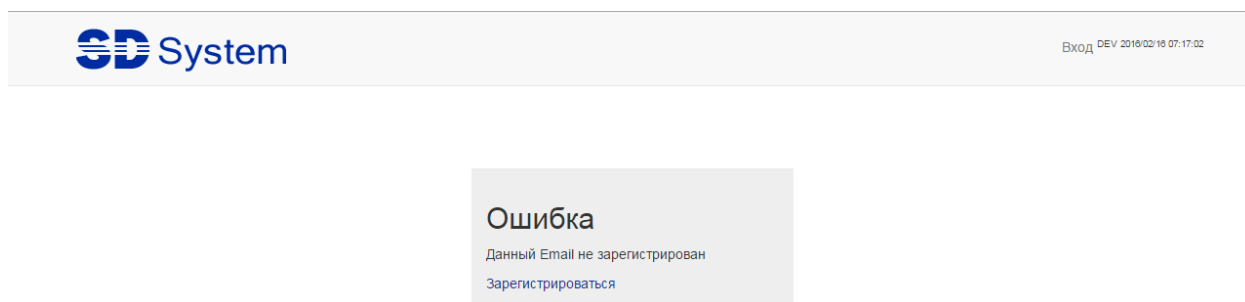 SD System
Вход DEV 2016/02/16 07:17:02
Ошибка
Данный Email не зарегистрирован
Зарегистрироваться